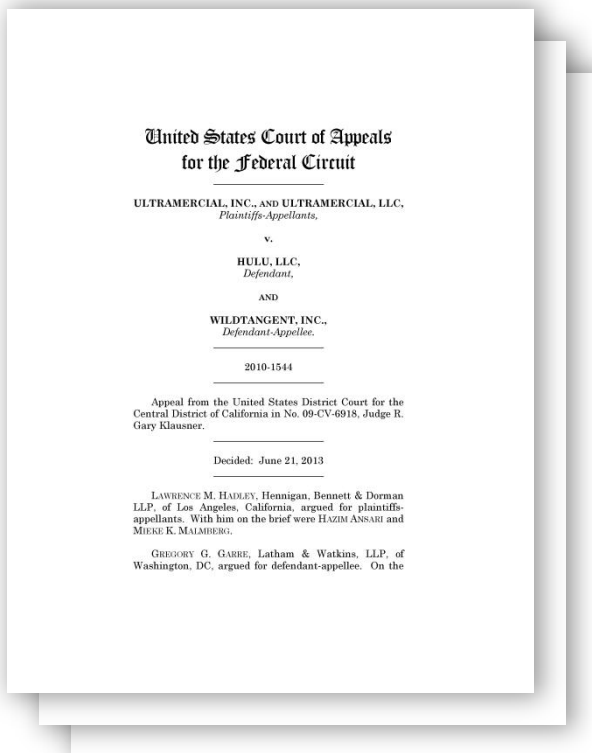 United States Court of Appeals
for the Federal Circuit
ULTRAMERCIAL, INC., AND ULTRAMERCIAL, LLC,
Plaintiffs-Appellants,
v.
HULU, LLC,
Defendant,
AND
WILDTANGENT, INC.,
Defendant-Appellee.
2010-1544
Appeal from the United States District Court for the
Central District of California in No. 09-CV-6918, Judge R.
Gary Klausner.
Decided: June 21, 2013
LAWRENCE M. HADLEY, Hennigan, Bennett & Dorman
LLP, of Los Angeles, California, argued for plaintiffs-
appellants. With him on the brief were HAZIM ANSARI and
MIEKE K. MALMBERG.
GREGORY G. GARRE, Latham & Watkins, LLP, of
Washington, DC, argued for defendant-appellee. On the